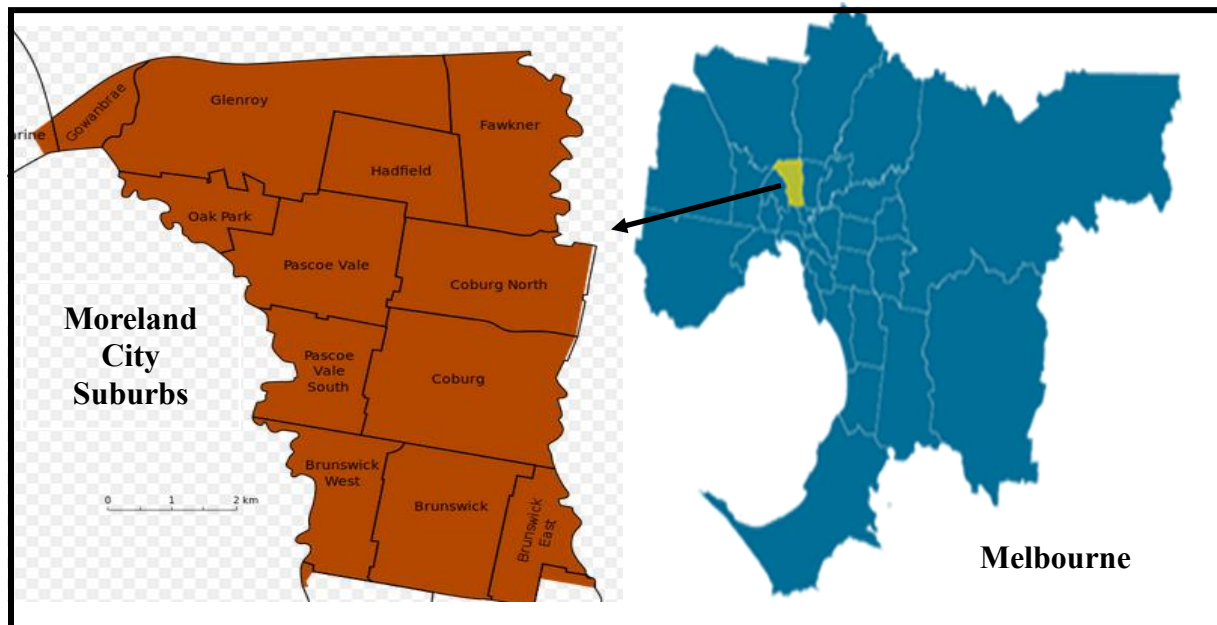 Glenroy
Gowanbrae
Fawkner
arine
Hadfield
Oak Park
Pascoe Vale
Coburg North
Moreland
City
Suburbs
Pascoe
Vale
South
Coburg
Brunswick
West
Brunswick
Brunswick
East
0 1 2 km
Melbourne